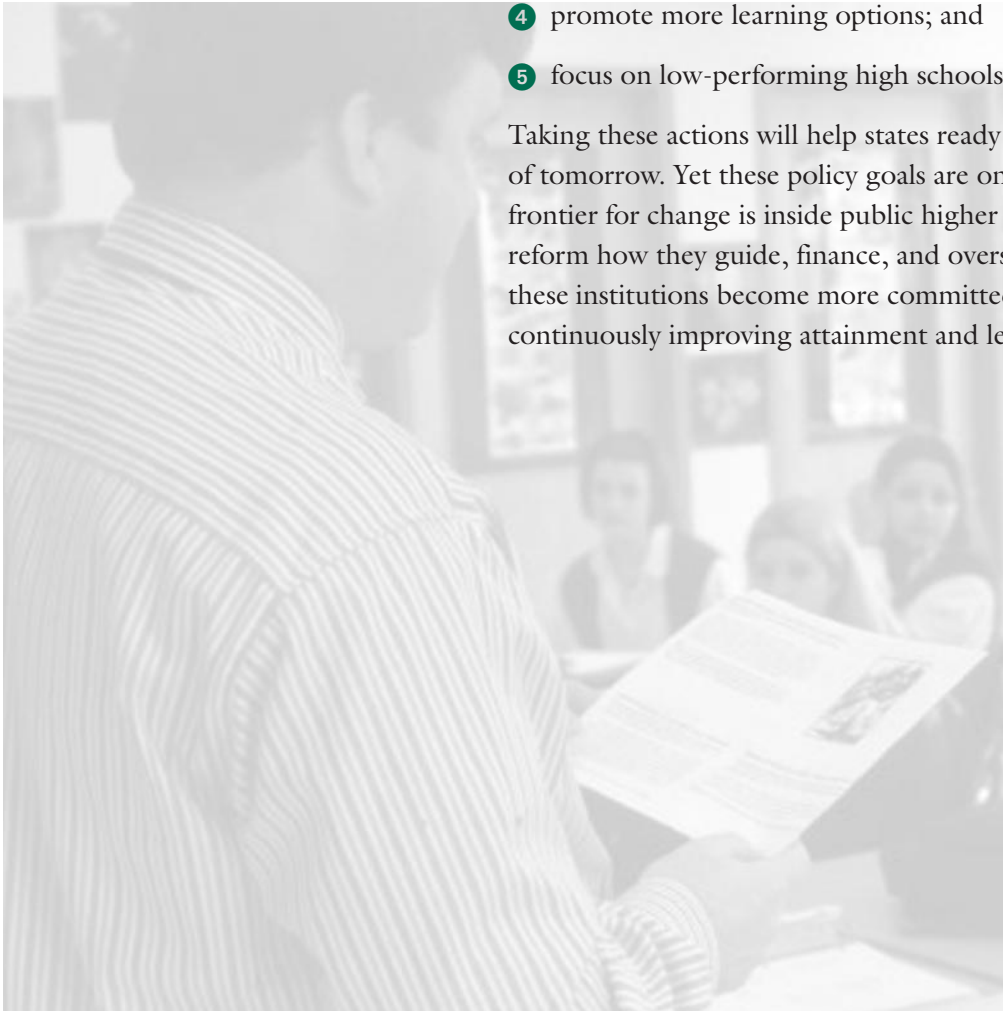 4 promote more learning options; and
5 focus on low-performing high schools
Taking these actions will help states ready
of tomorrow. Yet these policy goals are on
frontier for change is inside public higher
reform how they guide, finance, and overs
these institutions become more committed
continuously improving attainment and le